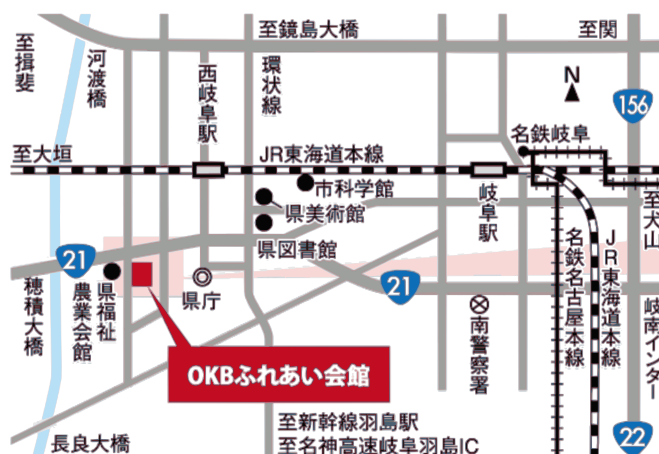 至鏡島大橋
至関
至揖斐
河渡橋
西岐阜駅
環状線
N
156
名鉄岐阜
至大垣
JR東海道本線
市科学館
県美術館
岐阜駅
県図書館
至犬山
21
穂積大橋
農業会館
県福祉
県庁
21
南警察署
名鉄名古屋本線
JR東海道本線
岐南インター
OKBふれあい会館
至新幹線羽島駅
至名神高速岐阜羽島IC
長良大橋
22